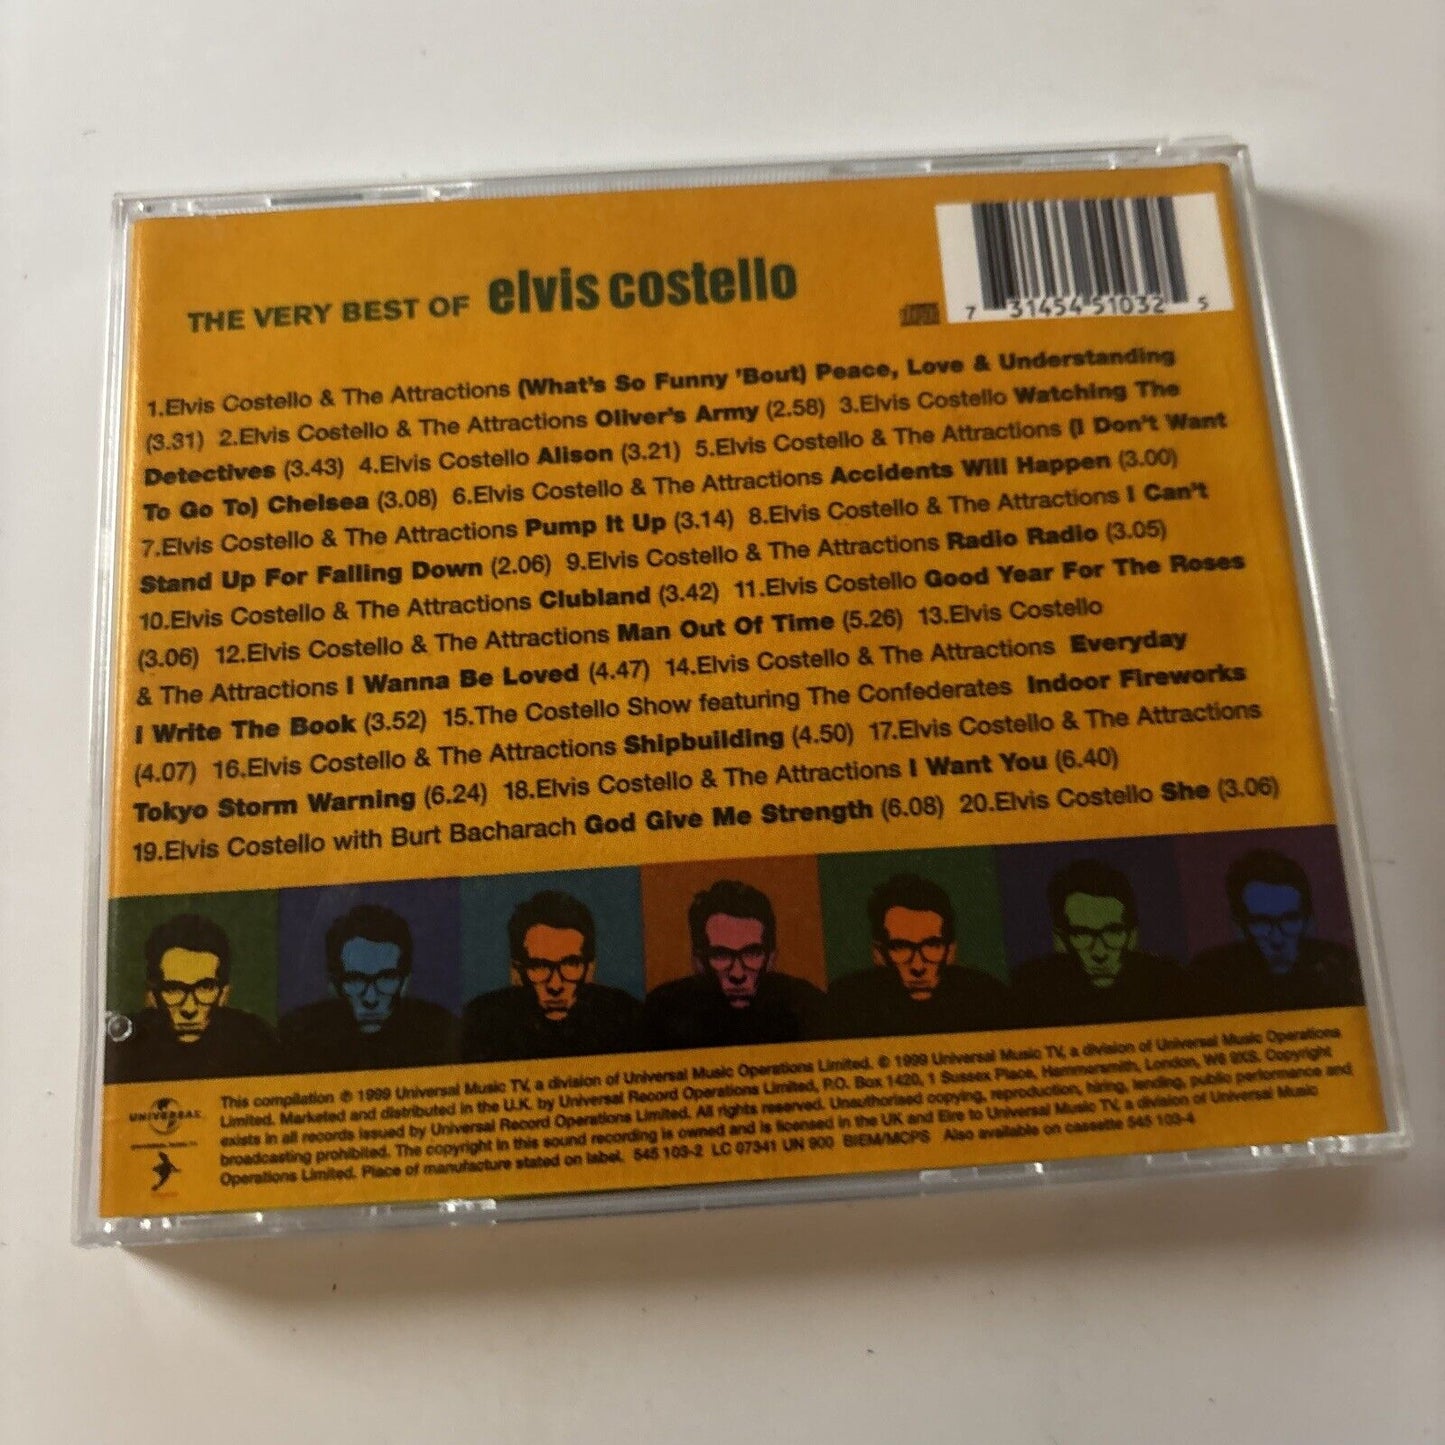 THE VERY BEST OF elvis costello
7 31454 51032 5
1.Elvis Costello & The Attractions (What's So Funny 'Bout) Peace, Love & Understanding
(3.31) 2.Elvis Costello & The Attractions Oliver's Army (2.58) 3.Elvis Costello Watching The
Detectives (3.43) 4.Elvis Costello Alison (3.21) 5.Elvis Costello & The Attractions (I Don't Want
To Go To) Chelsea (3.08) 6.Elvis Costello & The Attractions Accidents Will Happen (3.00)
7.Elvis Costello & The Attractions Pump It Up (3.14) 8.Elvis Costello & The Attractions I Can't
Stand Up For Falling Down (2.06) 9.Elvis Costello & The Attractions Radio Radio (3.05)
10.Elvis Costello & The Attractions Clubland (3.42) 11.Elvis Costello Good Year For The Roses
(3.06) 12.Elvis Costello & The Attractions Man Out Of Time (5.26) 13.Elvis Costello
& The Attractions I Wanna Be Loved (4.47) 14.Elvis Costello & The Attractions Everyday
I Write The Book (3.52) 15.The Costello Show featuring The Confederates Indoor Fireworks
(4.07) 16.Elvis Costello & The Attractions Shipbuilding (4.50) 17.Elvis Costello & The Attractions
Tokyo Storm Warning (6.24) 18.Elvis Costello & The Attractions I Want You (6.40)
19.Elvis Costello with Burt Bacharach God Give Me Strength (6.08) 20.Elvis Costello She (3.06)
UNIVERSAL
This compilation ℗ 1999 Universal Music TV, a division of Universal Music Operations Limited. © 1999 Universal Music TV, a division of Universal Music Operations
Limited. Marketed and distributed in the U.K. by Universal Record Operations Limited, P.O. Box 1420, 1 Sussex Place, Hammersmith, London, W6 9XS. Copyright
exists in all records issued by Universal Record Operations Limited. All rights reserved. Unauthorised copying, reproduction, hiring, lending, public performance and
broadcasting prohibited. The copyright in this sound recording is owned and is licensed in the UK and Eire to Universal Music TV, a division of Universal Music
Operations Limited. Place of manufacture stated on label. 545 103-2 LC 07341 UN 900 BIEM/MCPS Also available on cassette 545 103-4